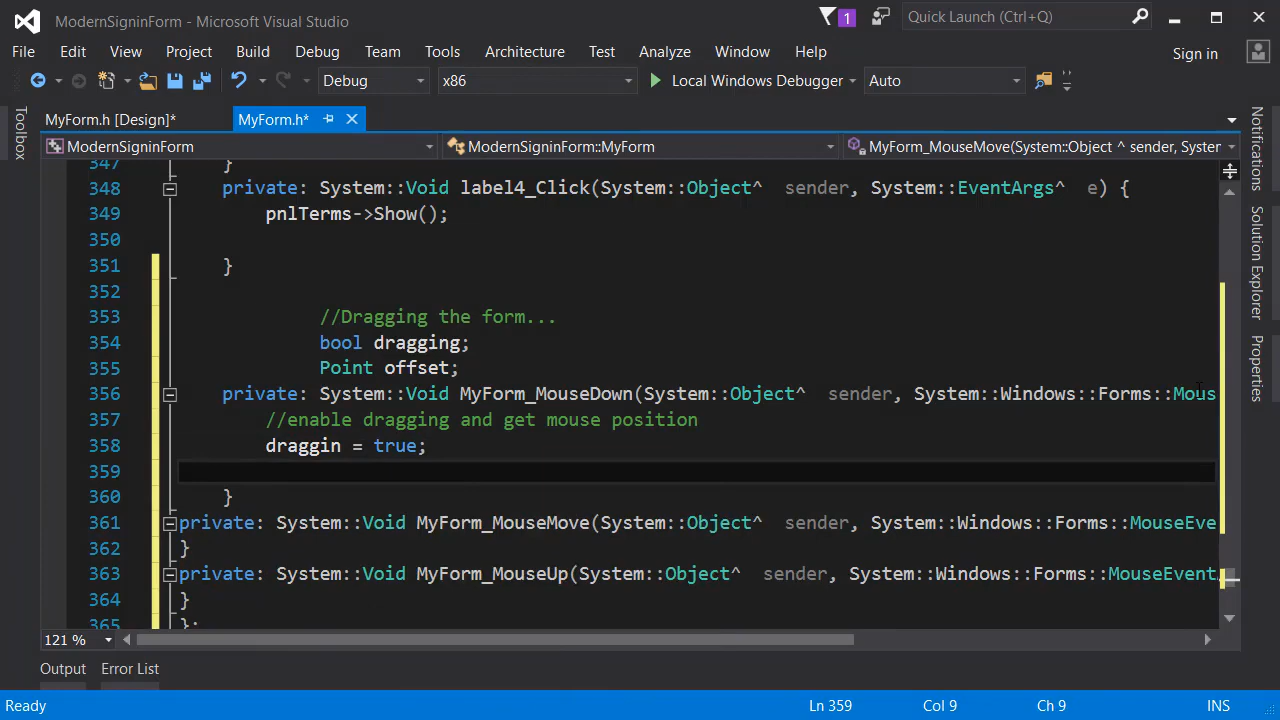 ModernSigninForm - Microsoft Visual Studio
1
Quick Launch (Ctrl+Q)
File Edit View Project Build Debug Team Tools Architecture Test Analyze Window Help
Sign in
Debug x86 Local Windows Debugger Auto
Toolbox
MyForm.h [Design]* MyForm.h*
ModernSigninForm ModernSigninForm::MyForm MyForm_MouseMove(System::Object ^ sender, System
347 }
348 private: System::Void label4_Click(System::Object^  sender, System::EventArgs^  e) {
349 pnlTerms->Show();
350
351 }
352
353 //Dragging the form...
354 bool dragging;
355 Point offset;
356 private: System::Void MyForm_MouseDown(System::Object^  sender, System::Windows::Forms::Mous
357 //enable dragging and get mouse position
358 draggin = true;
359
360 }
361 private: System::Void MyForm_MouseMove(System::Object^  sender, System::Windows::Forms::MouseEve
362 }
363 private: System::Void MyForm_MouseUp(System::Object^  sender, System::Windows::Forms::MouseEvent
364 }
365 };
121 %
Notifications
Solution Explorer
Properties
Output Error List
Ready Ln 359 Col 9 Ch 9 INS